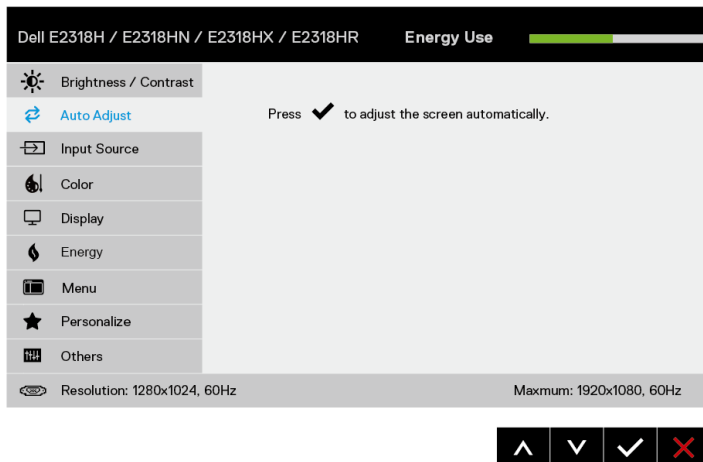 Dell E2318H / E2318HN / E2318HX / E2318HR Energy Use
Brightness / Contrast
Auto Adjust
Press to adjust the screen automatically.
Input Source
Color
Display
Energy
Menu
Personalize
Others
Resolution: 1280x1024, 60Hz Maxmum: 1920x1080, 60Hz